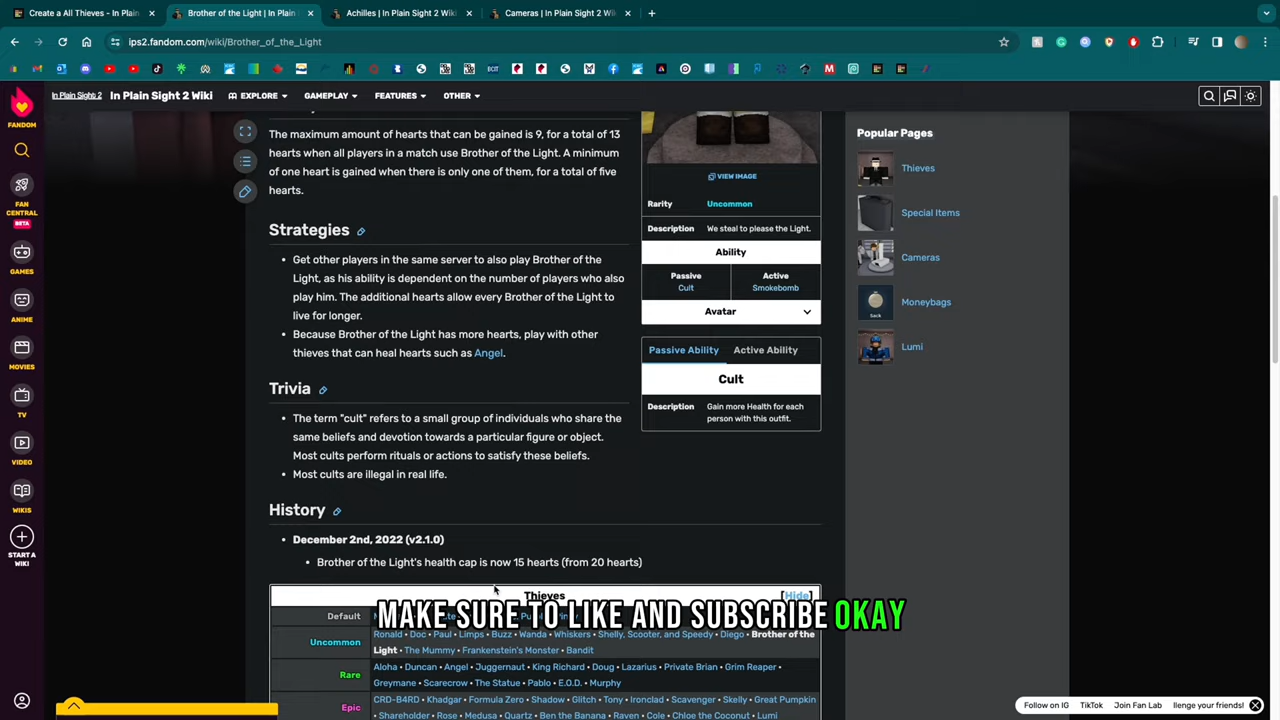 Create a All Thieves - In Plain
Brother of the Light | In Plain
Achilles | In Plain Sight 2 Wiki
Cameras | In Plain Sight 2 Wiki
ips2.fandom.com/wiki/Brother_of_the_Light
In Plain Sight 2
In Plain Sight 2 Wiki
EXPLORE
GAMEPLAY
FEATURES
OTHER
FANDOM
FAN CENTRAL
BETA
GAMES
ANIME
MOVIES
TV
VIDEO
WIKIS
START A WIKI
The maximum amount of hearts that can be gained is 9, for a total of 13
hearts when all players in a match use Brother of the Light. A minimum
of one heart is gained when there is only one of them, for a total of five
hearts.
Strategies
Get other players in the same server to also play Brother of the
Light, as his ability is dependent on the number of players who also
play him. The additional hearts allow every Brother of the Light to
live for longer.
Because Brother of the Light has more hearts, play with other
thieves that can heal hearts such as Angel.
Trivia
The term "cult" refers to a small group of individuals who share the
same beliefs and devotion towards a particular figure or object.
Most cults perform rituals or actions to satisfy these beliefs.
Most cults are illegal in real life.
History
December 2nd, 2022 (v2.1.0)
Brother of the Light's health cap is now 15 hearts (from 20 hearts)
VIEW IMAGE
Rarity Uncommon
Description We steal to please the Light.
Ability
Passive Active
Cult Smokebomb
Avatar
Passive Ability Active Ability
Cult
Description Gain more Health for each
person with this outfit.
Popular Pages
Thieves
Special Items
Cameras
Sack
Moneybags
Lumi
Thieves [Hide]
MAKE SURE TO LIKE AND SUBSCRIBE OKAY
Default
Uncommon Ronald • Doc • Paul • Limps • Buzz • Wanda • Whiskers • Shelly, Scooter, and Speedy • Diego • Brother of the
Light • The Mummy • Frankenstein's Monster • Bandit
Rare Aloha • Duncan • Angel • Juggernaut • King Richard • Doug • Lazarius • Private Brian • Grim Reaper •
Greymane • Scarecrow • The Statue • Pablo • E.O.D. • Murphy
Epic CRD-B4RD • Khadgar • Formula Zero • Shadow • Glitch • Tony • Ironclad • Scavenger • Skelly • Great Pumpkin
• Shareholder • Rose • Medusa • Quartz • Ben the Banana • Raven • Cole • Chloe the Coconut • Lumi
Follow on IG TikTok Join Fan Lab llenge your friends!